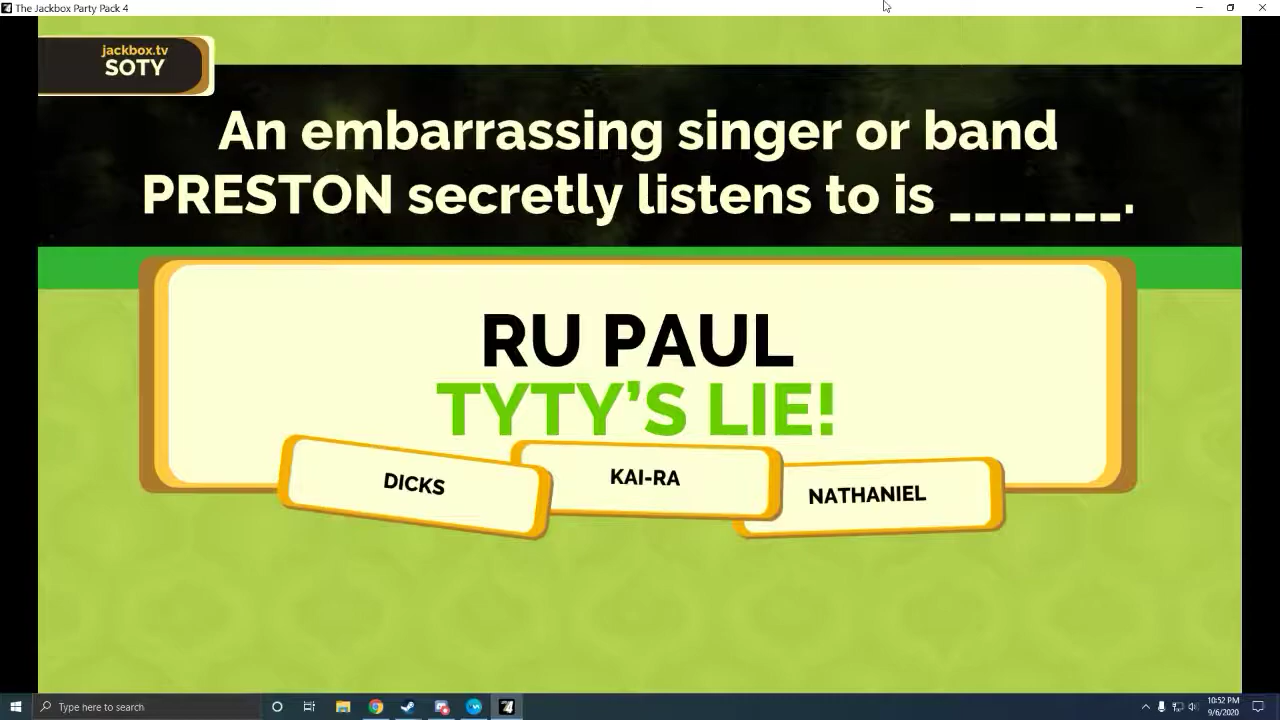 The Jackbox Party Pack 4
jackbox.tv
SOTY
An embarrassing singer or band
PRESTON secretly listens to is _______.
RU PAUL
TYTY'S LIE!
DICKS
KAI-RA
NATHANIEL
Type here to search
10:52 PM
9/6/2020